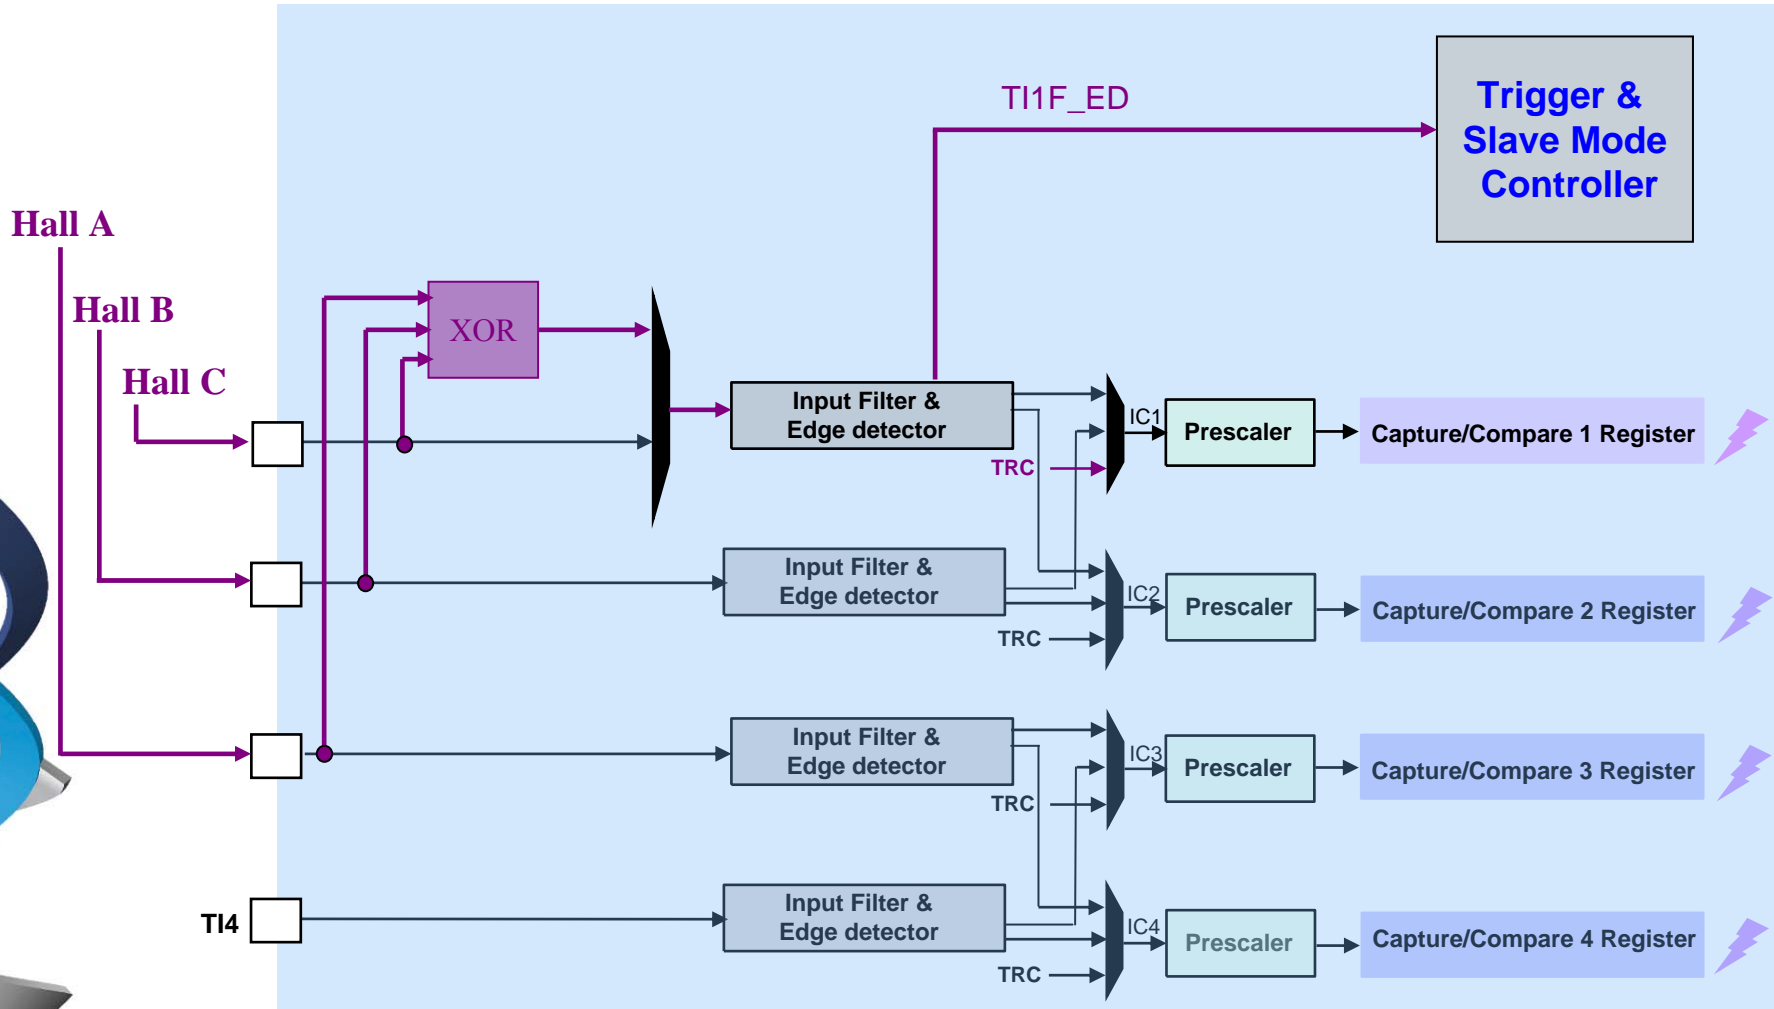 TI1F_ED
Trigger &
Slave Mode
Controller
Hall A
Hall B
Hall C
XOR
Input Filter &
Edge detector
TRC
IC1
Prescaler
Capture/Compare 1 Register
Input Filter &
Edge detector
TRC
IC2
Prescaler
Capture/Compare 2 Register
Input Filter &
Edge detector
TRC
IC3
Prescaler
Capture/Compare 3 Register
TI4
Input Filter &
Edge detector
TRC
IC4
Prescaler
Capture/Compare 4 Register